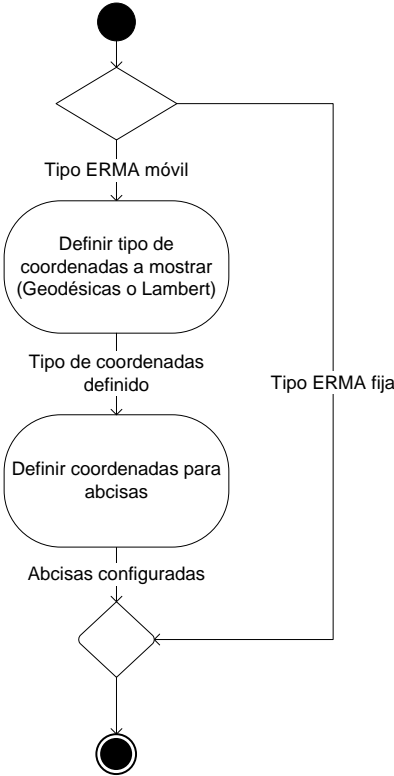 Tipo ERMA móvil
Definir tipo de
coordenadas a mostrar
(Geodésicas o Lambert)
Tipo de coordenadas
definido
Tipo ERMA fija
Definir coordenadas para
abcisas
Abcisas configuradas